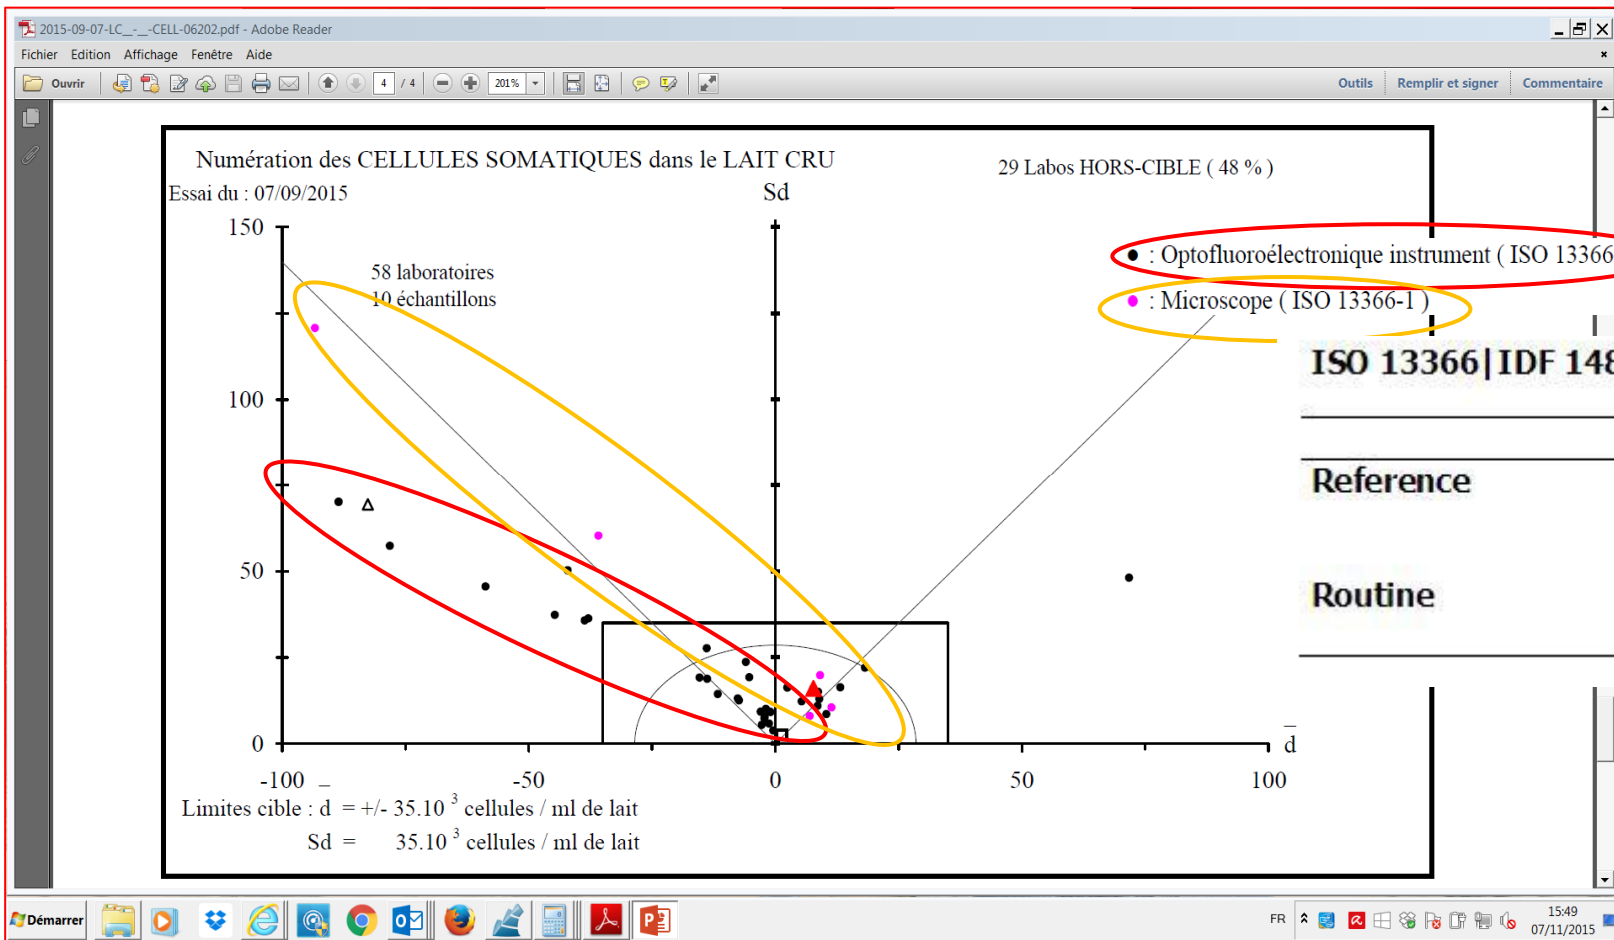 2015-09-07-LC__-__-CELL-06202.pdf - Adobe Reader
Fichier Edition Affichage Fenêtre Aide
Ouvrir 4 / 4 201% Outils Remplir et signer Commentaire
Numération des CELLULES SOMATIQUES dans le LAIT CRU
29 Labos HORS-CIBLE ( 48 % )
Essai du : 07/09/2015
Sd
150
58 laboratoires
10 échantillons
: Optofluoroélectronique instrument ( ISO 13366
: Microscope ( ISO 13366-1 )
ISO 13366|IDF 148
100
Reference
50
Routine
0
d
-100 -50 0 50 100
Limites cible : d = +/- 35.10 3 cellules / ml de lait
Sd = 35.10 3 cellules / ml de lait
Démarrer
FR
15:49
07/11/2015